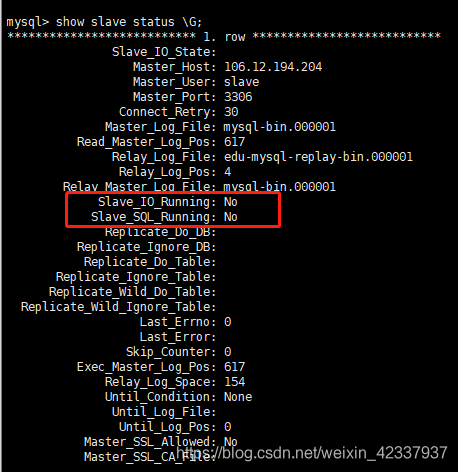 mysql> show slave status \G;
*************************** 1. row ***************************
Slave_IO_State:
Master_Host: 106.12.194.204
Master_User: slave
Master_Port: 3306
Connect_Retry: 30
Master_Log_File: mysql-bin.000001
Read_Master_Log_Pos: 617
Relay_Log_File: edu-mysql-replay-bin.000001
Relay_Log_Pos: 4
Relay_Master_Log_File: mysql-bin.000001
Slave_IO_Running: No
Slave_SQL_Running: No
Replicate_Do_DB:
Replicate_Ignore_DB:
Replicate_Do_Table:
Replicate_Ignore_Table:
Replicate_Wild_Do_Table:
Replicate_Wild_Ignore_Table:
Last_Errno: 0
Last_Error:
Skip_Counter: 0
Exec_Master_Log_Pos: 617
Relay_Log_Space: 154
Until_Condition: None
Until_Log_File:
Until_Log_Pos: 0
Master_SSL_Allowed: No
Master_SSL_CA_File:
https://blog.csdn.net/weixin_42337937